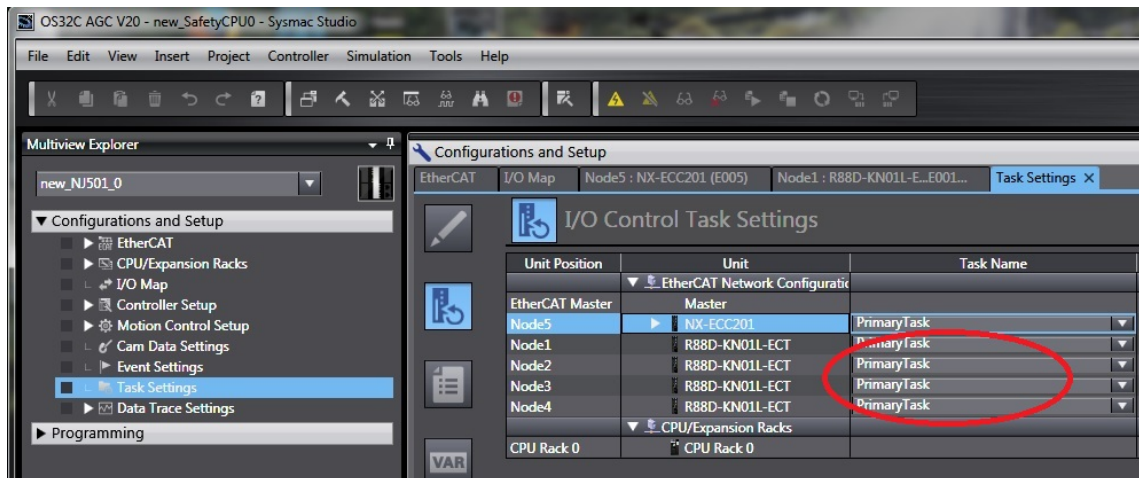 OS32C AGC V20 - new_SafetyCPU0 - Sysmac Studio
File Edit View Insert Project Controller Simulation Tools Help
Multiview Explorer
new_NJ501_0
Configurations and Setup
EtherCAT
CPU/Expansion Racks
I/O Map
Controller Setup
Motion Control Setup
Cam Data Settings
Event Settings
Task Settings
Data Trace Settings
Programming
Configurations and Setup
EtherCAT I/O Map Node5 : NX-ECC201 (E005) Node1 : R88D-KN01L-E...E001... Task Settings
I/O Control Task Settings
Unit Position Unit Task Name
EtherCAT Network Configuratic
EtherCAT Master Master
Node5 NX-ECC201 PrimaryTask
Node1 R88D-KN01L-ECT PrimaryTask
Node2 R88D-KN01L-ECT PrimaryTask
Node3 R88D-KN01L-ECT PrimaryTask
Node4 R88D-KN01L-ECT PrimaryTask
CPU/Expansion Racks
CPU Rack 0 CPU Rack 0
VAR